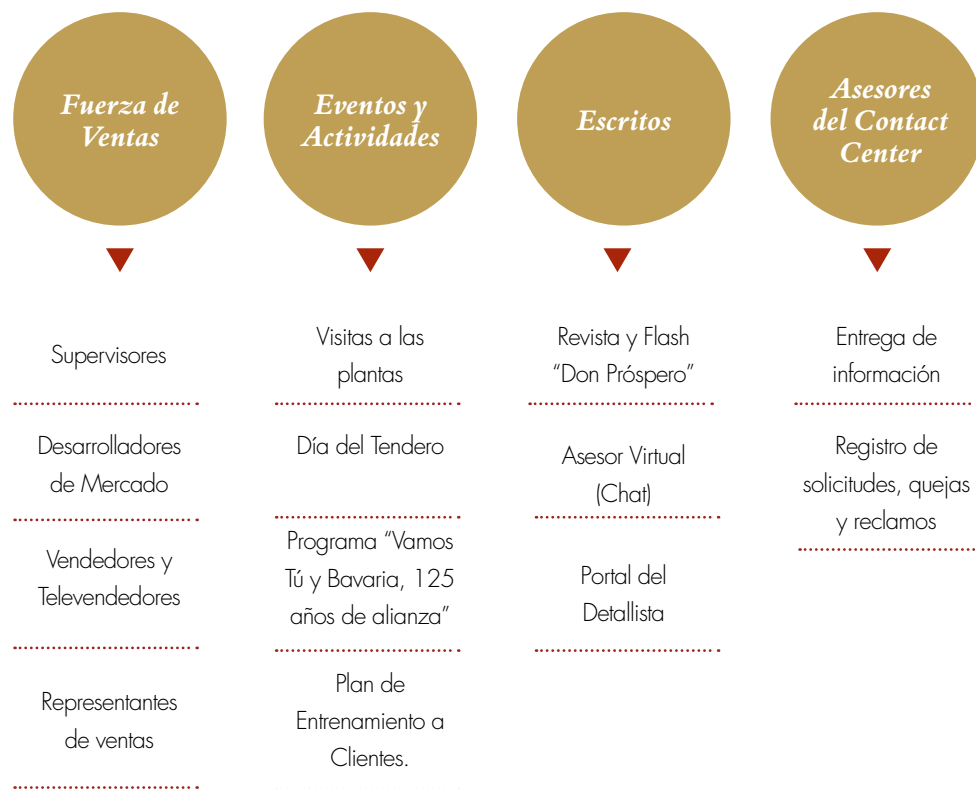 Fuerza de
Ventas
Supervisores
Desarrolladores
de Mercado
Vendedores y
Televendedores
Representantes
de ventas
Eventos y
Actividades
Visitas a las
plantas
Día del Tendero
Programa “Vamos
Tú y Bavaria, 125
años de alianza”
Plan de
Entrenamiento a
Clientes.
Escritos
Revista y Flash
“Don Próspero”
Asesor Virtual
(Chat)
Portal del
Detallista
Asesores
del Contact
Center
Entrega de
información
Registro de
solicitudes, quejas
y reclamos